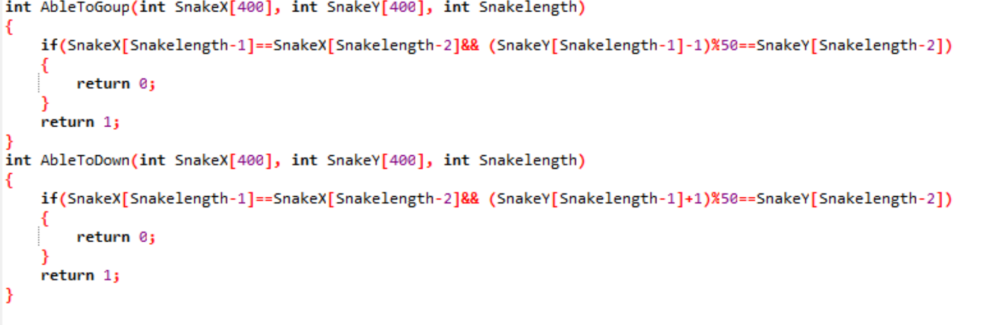 int AbleToGoup(int SnakeX[400], int SnakeY[400], int Snakelength)
{
    if(SnakeX[Snakelength-1]==SnakeX[Snakelength-2]&& (SnakeY[Snakelength-1]-1)%50==SnakeY[Snakelength-2])
    {
        return 0;
    }
    return 1;
}
int AbleToDown(int SnakeX[400], int SnakeY[400], int Snakelength)
{
    if(SnakeX[Snakelength-1]==SnakeX[Snakelength-2]&& (SnakeY[Snakelength-1]+1)%50==SnakeY[Snakelength-2])
    {
        return 0;
    }
    return 1;
}